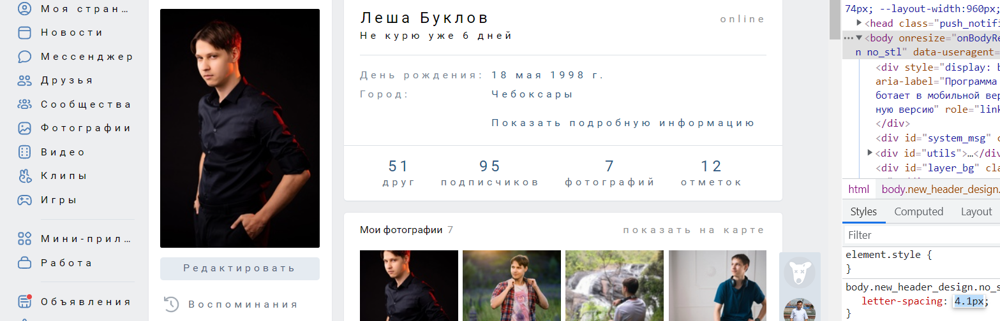 Моя стран…
Новости
Мессенджер
Друзья
Сообщества
Фотографии
Видео
Клипы
Игры
Мини-прил…
Работа
Объявления
Редактировать
Воспоминания
Леша Буклов
online
Не курю уже 6 дней
День рождения: 18 мая 1998 г.
Город: Чебоксары
Показать подробную информацию
51 95 7 12
друг подписчиков фотографий отметок
Мои фотографии 7
показать на карте
74px; --layout-width:960px;
<head class="push_notifi
<body onresize="onBodyRe
n no_stl" data-useragent=
<div style="display: b
aria-label="Программа
ботает в мобильной вер
ную версию" role="link
</div>
<div id="system_msg" c
<div id="utils">…</div
<div id="layer_bg" cla
html body.new_header_design.
Styles Computed Layout
Filter
element.style {
}
body.new_header_design.no_s
letter-spacing: 4.1px;
}